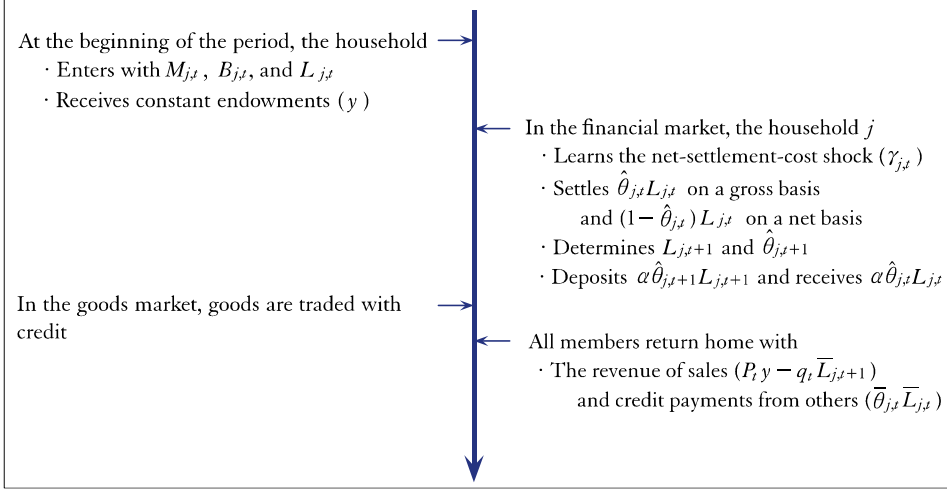 At the beginning of the period, the household
· Enters with M_{j,t}, B_{j,t}, and L_{j,t}
· Receives constant endowments (y)
In the financial market, the household j
· Learns the net-settlement-cost shock (γ_{j,t})
· Settles θ̂_{j,t}L_{j,t} on a gross basis
and (1− θ̂_{j,t})L_{j,t} on a net basis
· Determines L_{j,t+1} and θ̂_{j,t+1}
· Deposits αθ̂_{j,t+1}L_{j,t+1} and receives αθ̂_{j,t}L_{j,t}
In the goods market, goods are traded with
credit
All members return home with
· The revenue of sales (P_t y − q_t L̅_{j,t+1})
and credit payments from others (θ̅_{j,t} L̅_{j,t})